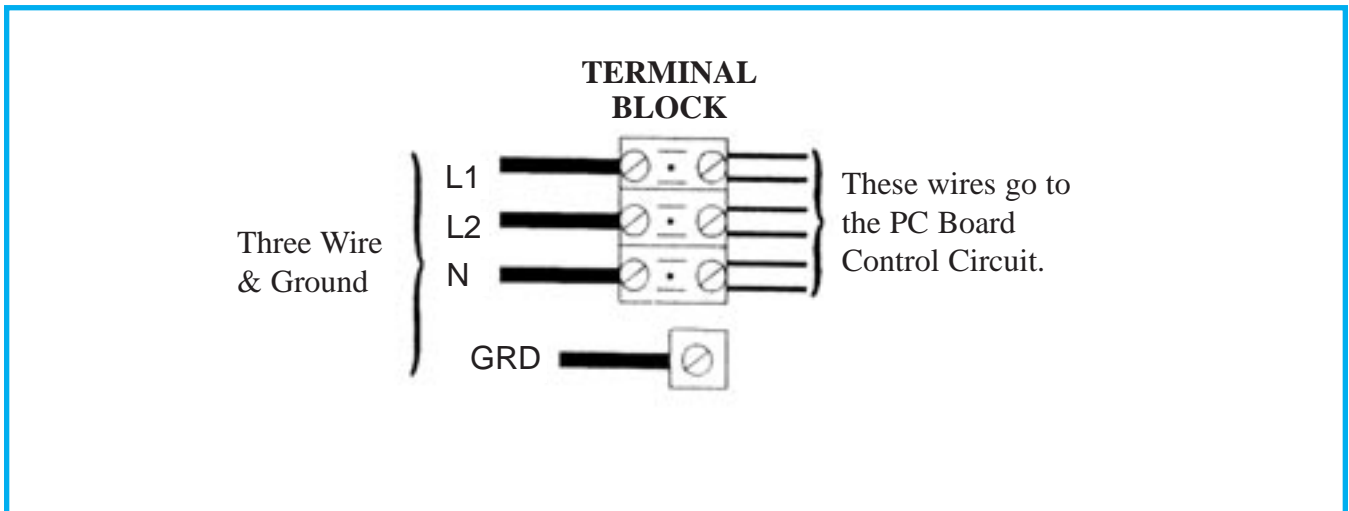 TERMINAL
BLOCK
Three Wire
& Ground
L1
L2
N
GRD
These wires go to
the PC Board
Control Circuit.